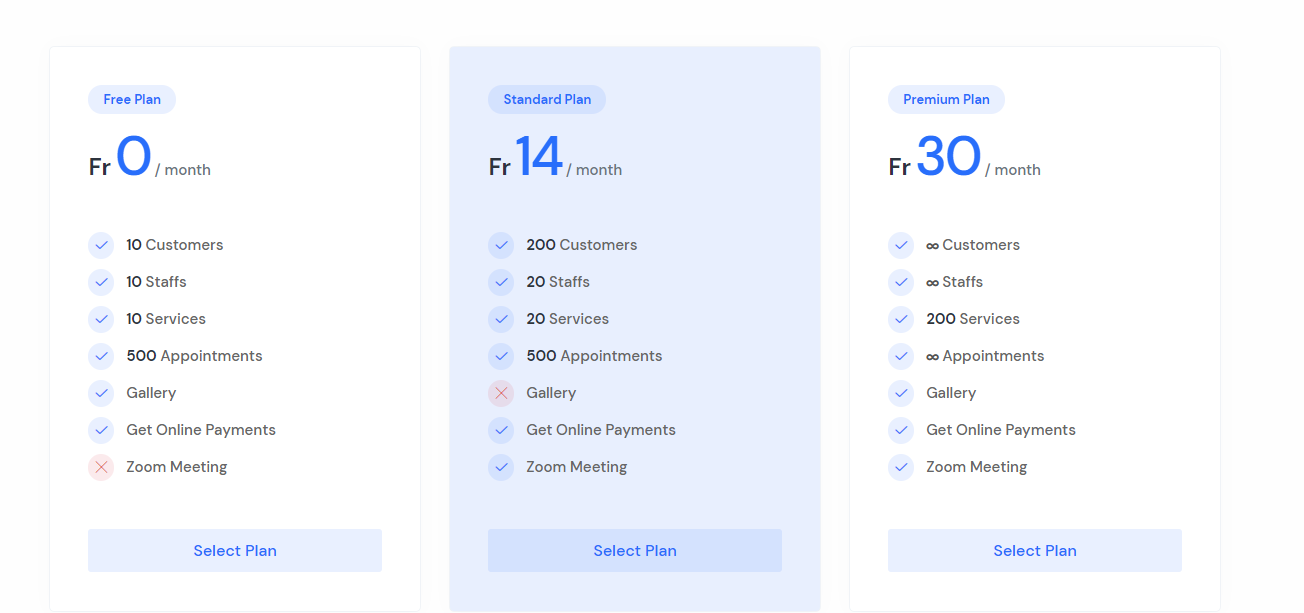 Free Plan
Fr 0 / month
10 Customers
10 Staffs
10 Services
500 Appointments
Gallery
Get Online Payments
Zoom Meeting
Select Plan
Standard Plan
Fr 14 / month
200 Customers
20 Staffs
20 Services
500 Appointments
Gallery
Get Online Payments
Zoom Meeting
Select Plan
Premium Plan
Fr 30 / month
∞ Customers
∞ Staffs
200 Services
∞ Appointments
Gallery
Get Online Payments
Zoom Meeting
Select Plan